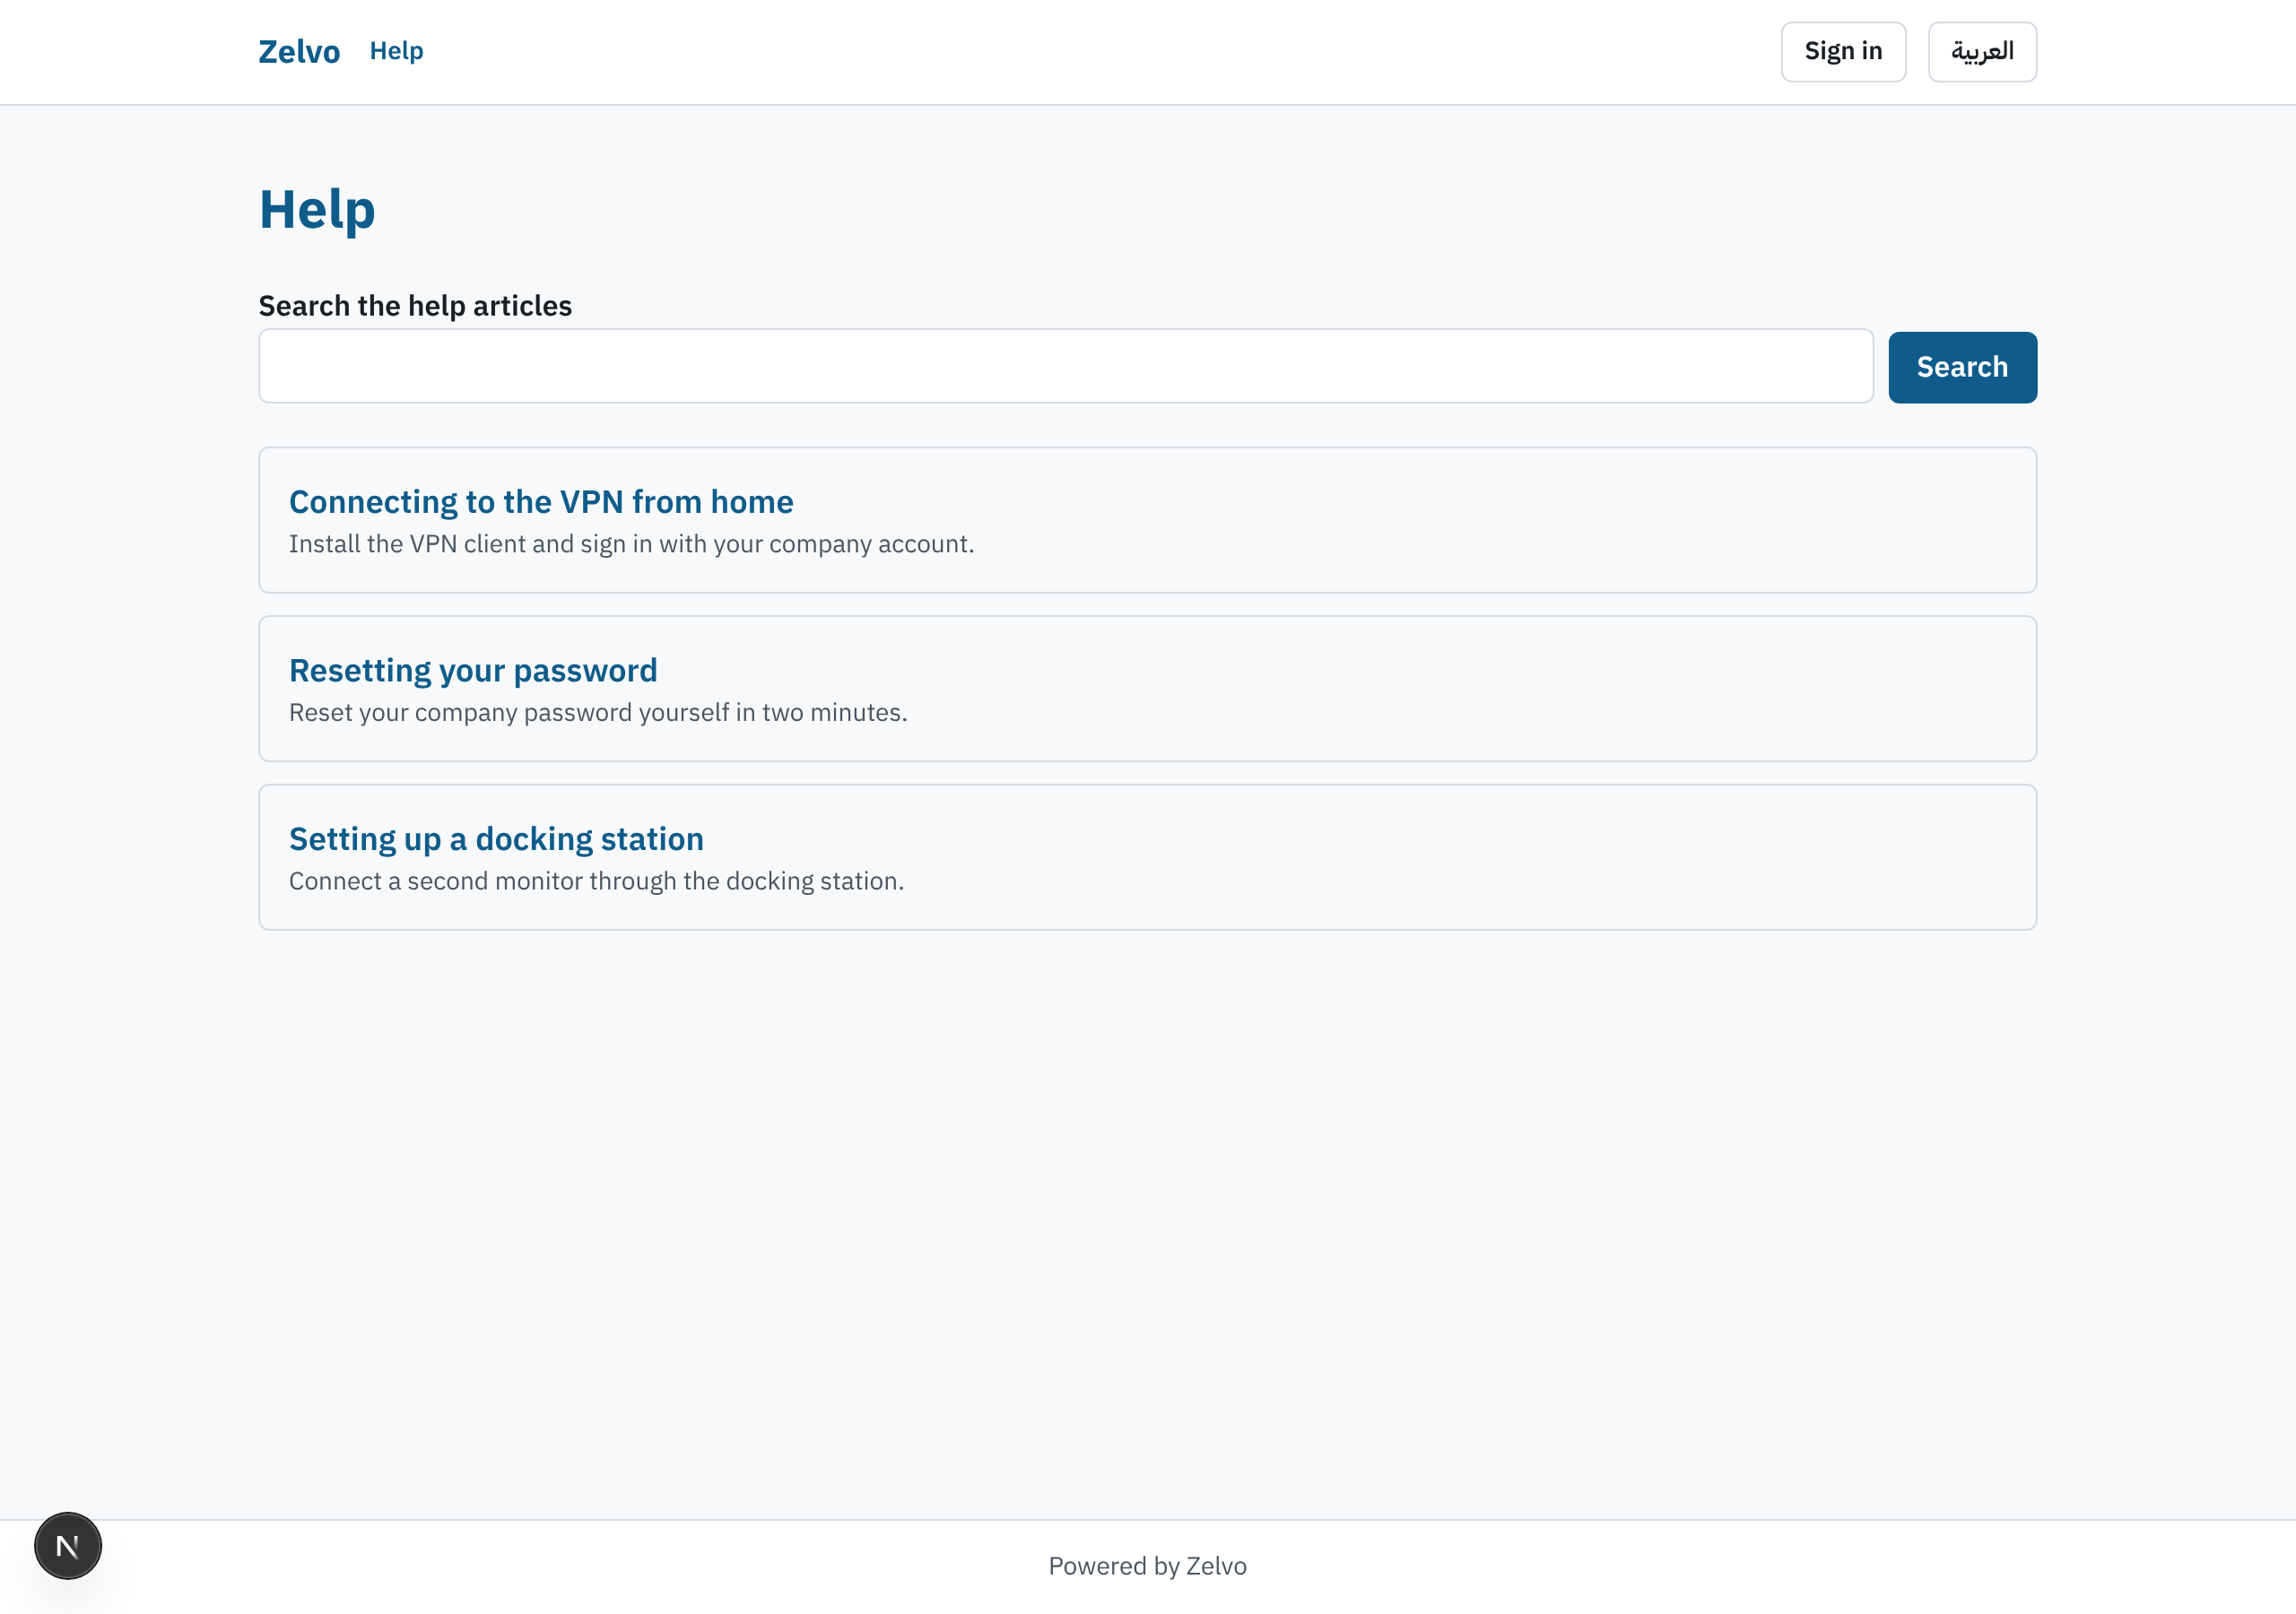 Zelvo Help Sign in العربية
Help
Search the help articles
Search
Connecting to the VPN from home
Install the VPN client and sign in with your company account.
Resetting your password
Reset your company password yourself in two minutes.
Setting up a docking station
Connect a second monitor through the docking station.
N
Powered by Zelvo